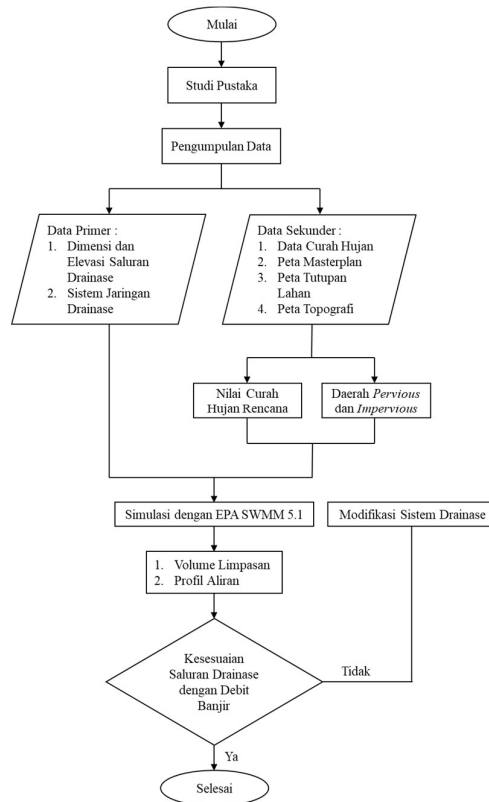 Mulai
Studi Pustaka
Pengumpulan Data
Data Primer :
1. Dimensi dan
Elevasi Saluran
Drainase
2. Sistem Jaringan
Drainase
Data Sekunder :
1. Data Curah Hujan
2. Peta Masterplan
3. Peta Tutupan
Lahan
4. Peta Topografi
Nilai Curah
Hujan Rencana
Daerah Pervious
dan Impervious
Simulasi dengan EPA SWMM 5.1
Modifikasi Sistem Drainase
1. Volume Limpasan
2. Profil Aliran
Kesesuaian
Saluran Drainase
dengan Debit
Banjir
Tidak
Ya
Selesai